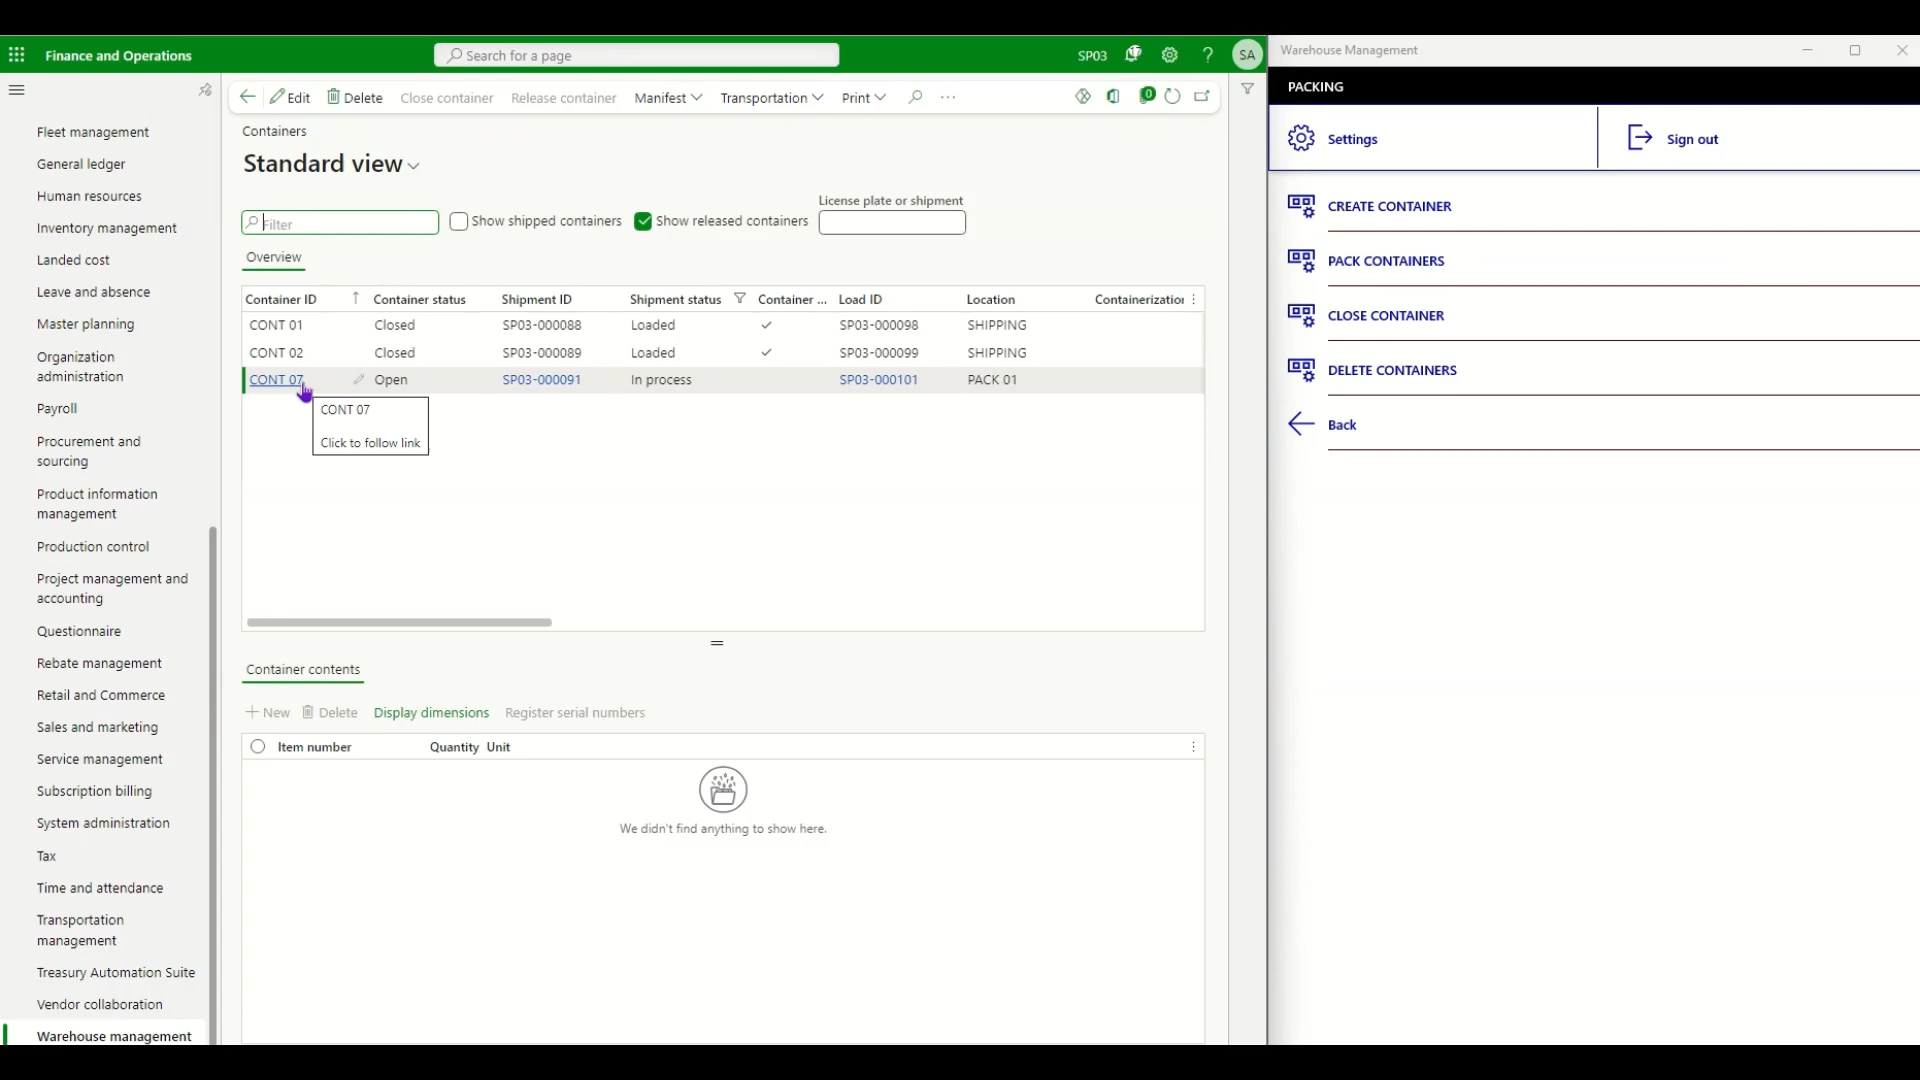 Finance and Operations
Search for a page
SP03
?
SA
Fleet management
General ledger
Human resources
Inventory management
Landed cost
Leave and absence
Master planning
Organization
administration
Payroll
Procurement and
sourcing
Product information
management
Production control
Project management and
accounting
Questionnaire
Rebate management
Retail and Commerce
Sales and marketing
Service management
Subscription billing
System administration
Tax
Time and attendance
Transportation
management
Treasury Automation Suite
Vendor collaboration
Warehouse management
Edit
Delete
Close container
Release container
Manifest
Transportation
Print
0
Containers
Standard view
Filter
Show shipped containers
Show released containers
License plate or shipment
Overview
Container ID Container status Shipment ID Shipment status Container ... Load ID Location Containerization
CONT 01 Closed SP03-000088 Loaded SP03-000098 SHIPPING
CONT 02 Closed SP03-000089 Loaded SP03-000099 SHIPPING
CONT 07 Open SP03-000091 In process SP03-000101 PACK 01
CONT 07
Click to follow link
Container contents
New Delete Display dimensions Register serial numbers
Item number Quantity Unit
We didn't find anything to show here.
Warehouse Management
PACKING
Settings
Sign out
CREATE CONTAINER
PACK CONTAINERS
CLOSE CONTAINER
DELETE CONTAINERS
Back